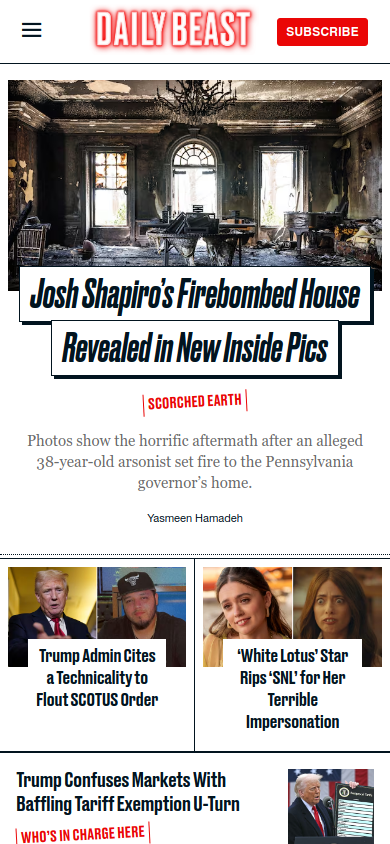 DAILY BEAST
SUBSCRIBE
Josh Shapiro's Firebombed House
Revealed in New Inside Pics
SCORCHED EARTH
Photos show the horrific aftermath after an alleged
38-year-old arsonist set fire to the Pennsylvania
governor's home.
Yasmeen Hamadeh
Trump Admin Cites
a Technicality to
Flout SCOTUS Order
‘White Lotus’ Star
Rips ‘SNL’ for Her
Terrible
Impersonation
Trump Confuses Markets With
Baffling Tariff Exemption U-Turn
WHO'S IN CHARGE HERE